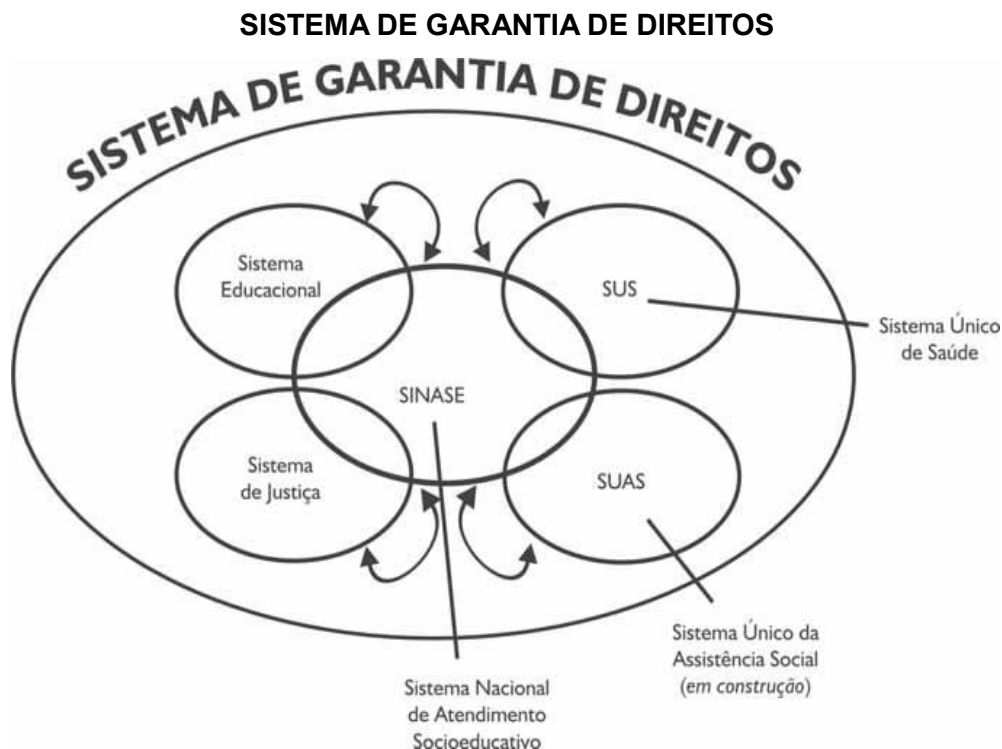 SISTEMA DE GARANTIA DE DIREITOS
SISTEMA DE GARANTIA DE DIREITOS
Sistema
Educacional
SUS
Sistema Único
de Saúde
SINASE
Sistema
de Justiça
SUAS
Sistema Único da
Assistência Social
(em construção)
Sistema Nacional
de Atendimento
Socioeducativo